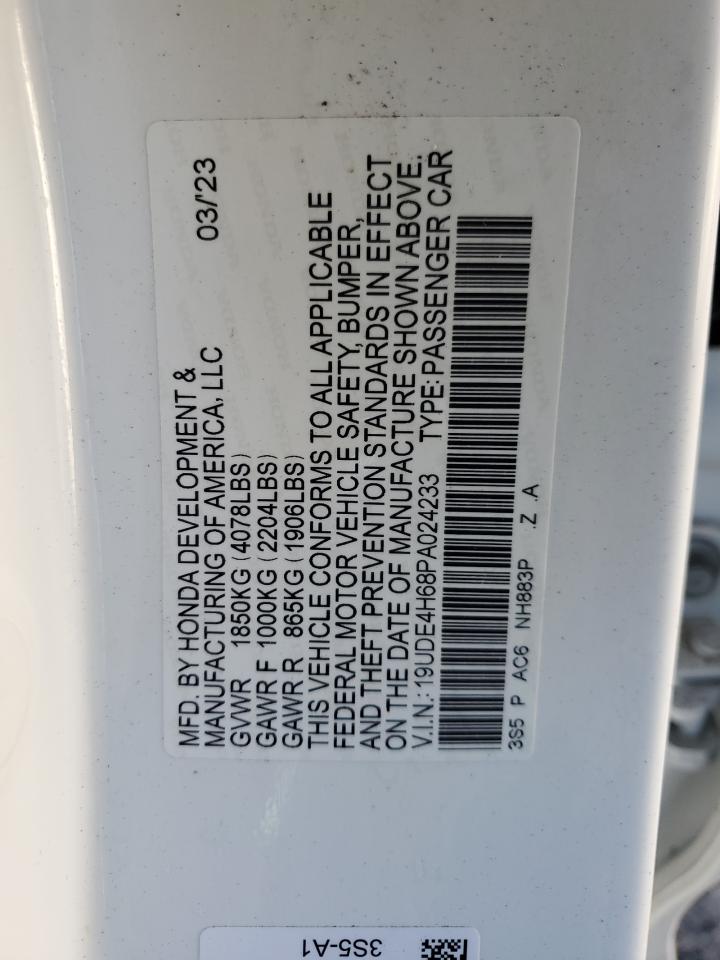 MFD. BY HONDA DEVELOPMENT &
MANUFACTURING OF AMERICA, LLC 03/'23
GVWR 1850KG (4078LBS)
GAWR F 1000KG (2204LBS)
GAWR R 865KG (1906LBS)
THIS VEHICLE CONFORMS TO ALL APPLICABLE
FEDERAL MOTOR VEHICLE SAFETY, BUMPER,
AND THEFT PREVENTION STANDARDS IN EFFECT
ON THE DATE OF MANUFACTURE SHOWN ABOVE.
V.I.N.:19UDE4H68PA024233 TYPE:PASSENGER CAR
3S5 P AC6 NH883P .Z .A
3S5-A1